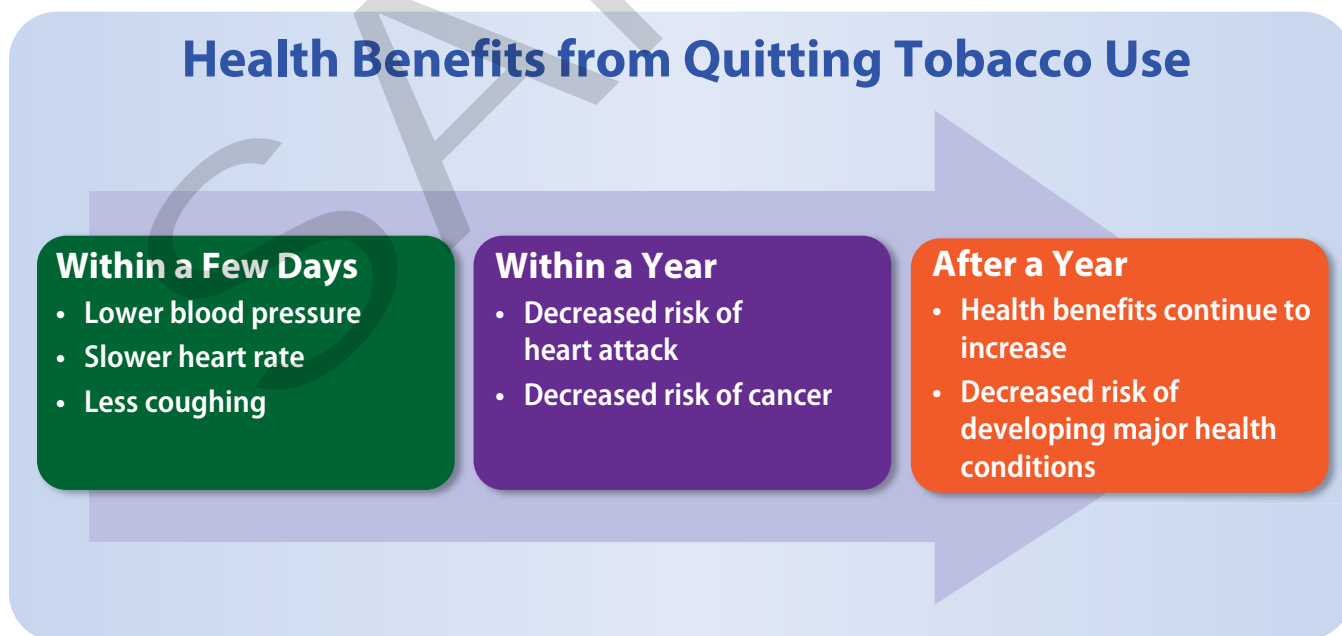 Health Benefits from Quitting Tobacco Use
Within a Few Days
• Lower blood pressure
• Slower heart rate
• Less coughing
Within a Year
• Decreased risk of
heart attack
• Decreased risk of cancer
After a Year
• Health benefits continue to
increase
• Decreased risk of
developing major health
conditions